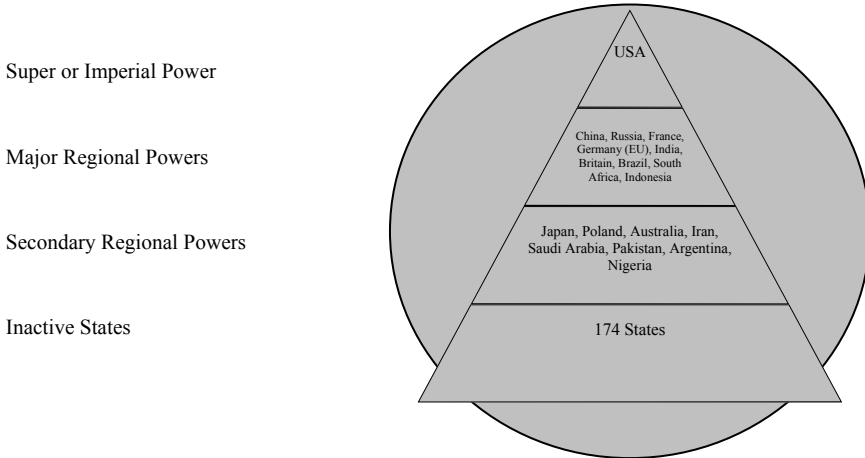 USA
Super or Imperial Power
China, Russia, France,
Germany (EU), India,
Britain, Brazil, South
Africa, Indonesia
Major Regional Powers
Japan, Poland, Australia, Iran,
Saudi Arabia, Pakistan, Argentina,
Nigeria
Secondary Regional Powers
Inactive States
174 States